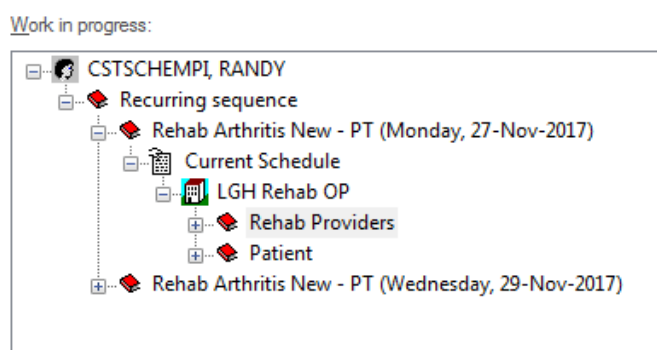 Work in progress:
CSTSCHEMPI, RANDY
Recurring sequence
Rehab Arthritis New - PT (Monday, 27-Nov-2017)
Current Schedule
LGH Rehab OP
Rehab Providers
Patient
Rehab Arthritis New - PT (Wednesday, 29-Nov-2017)